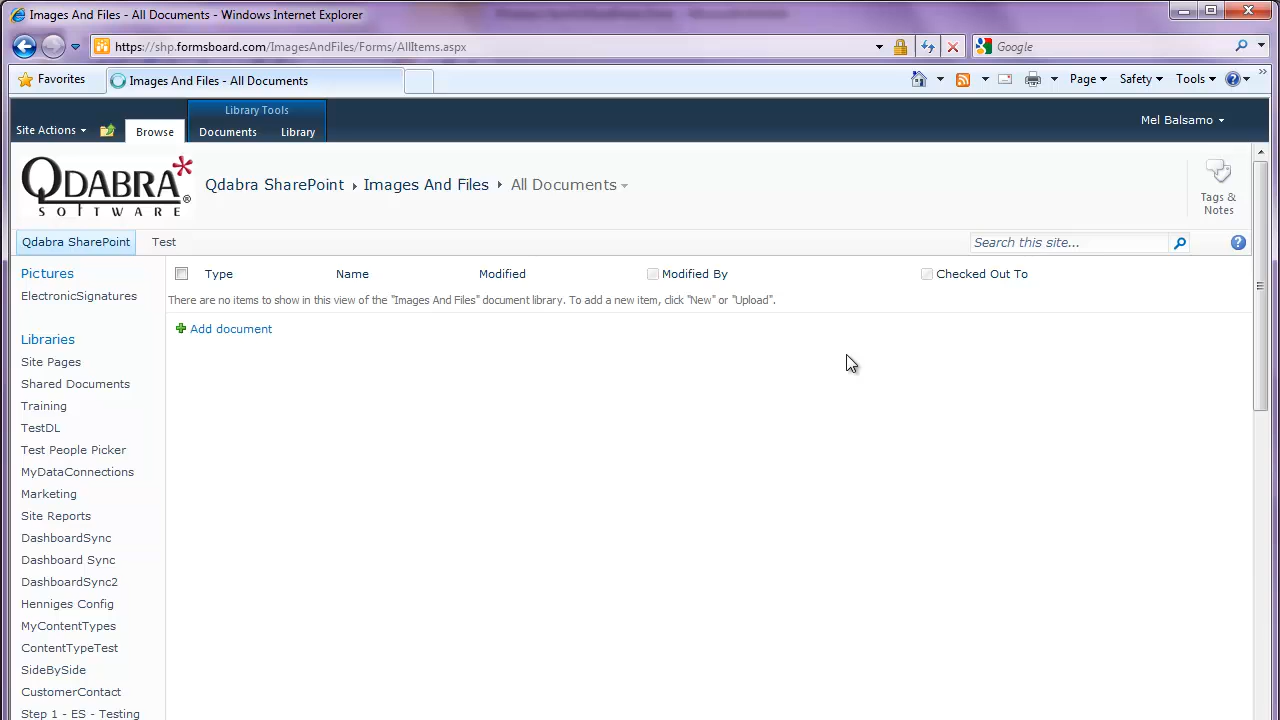 Images And Files - All Documents - Windows Internet Explorer
https://shp.formsboard.com/ImagesAndFiles/Forms/AllItems.aspx
Google
Favorites
Images And Files - All Documents
Page
Safety
Tools
Library Tools
Site Actions
Browse
Documents
Library
Mel Balsamo
QDABRA*®
SOFTWARE
Qdabra SharePoint
Images And Files
All Documents
Tags &
Notes
Qdabra SharePoint
Test
Search this site...
Pictures
ElectronicSignatures
Libraries
Site Pages
Shared Documents
Training
TestDL
Test People Picker
MyDataConnections
Marketing
Site Reports
DashboardSync
Dashboard Sync
DashboardSync2
Henniges Config
MyContentTypes
ContentTypeTest
SideBySide
CustomerContact
Step 1 - ES - Testing
Type
Name
Modified
Modified By
Checked Out To
There are no items to show in this view of the "Images And Files" document library. To add a new item, click "New" or "Upload".
Add document